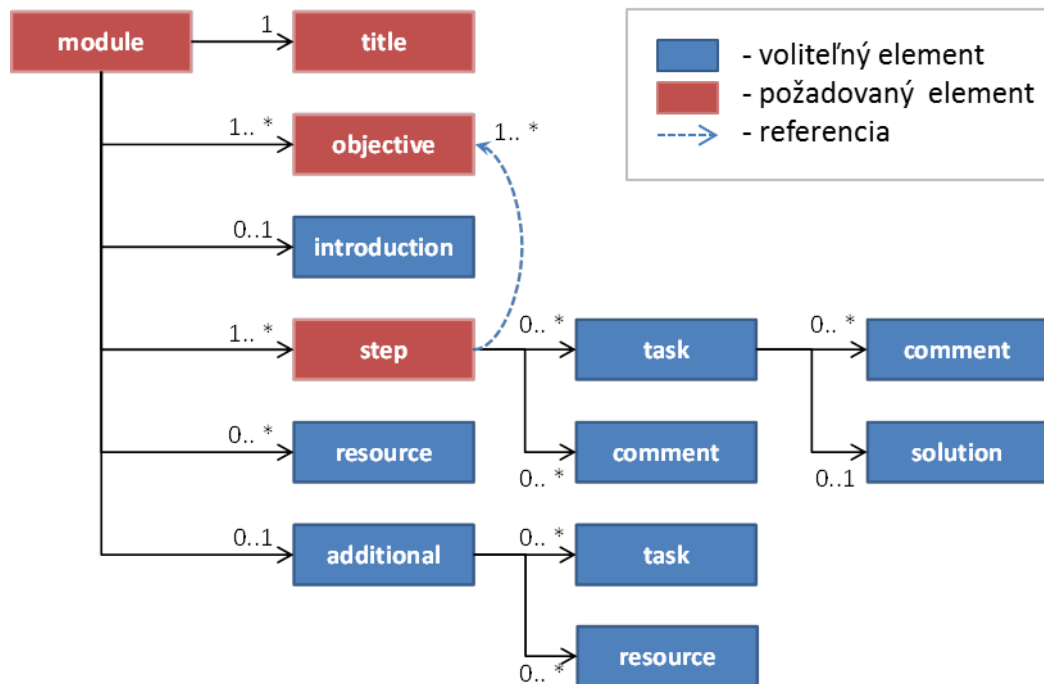 module
1
title
- voliteľný element
- požadovaný element
- referencia
1.. *
objective
1.. *
0..1
introduction
1.. *
step
0.. *
task
0.. *
comment
0.. *
resource
comment
0.. *
solution
0..1
0..1
additional
0.. *
task
resource
0.. *